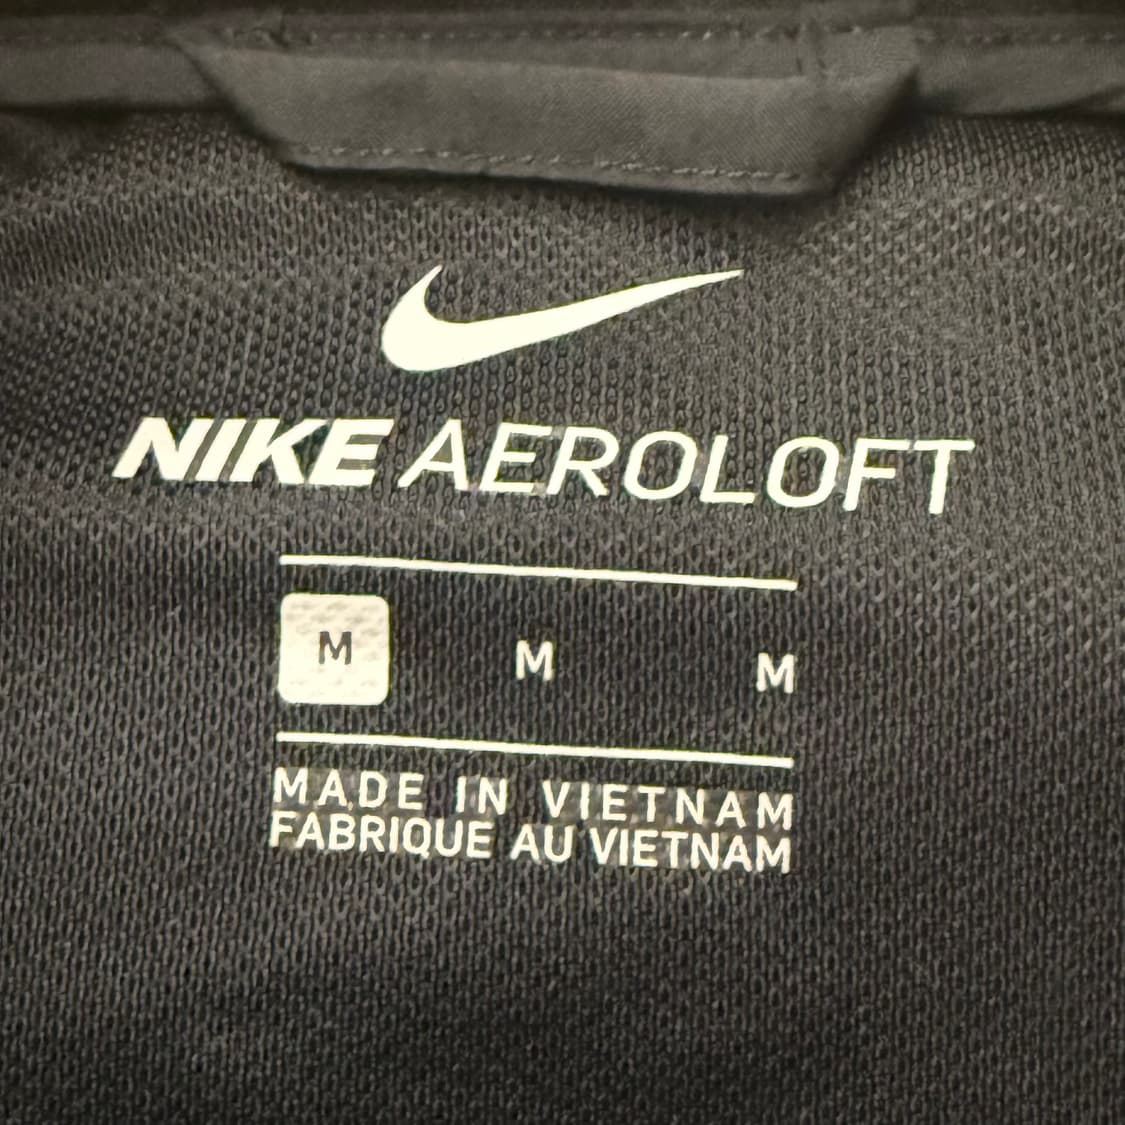 NIKE AEROLOFT
M M M
MADE IN VIETNAM
FABRIQUE AU VIETNAM